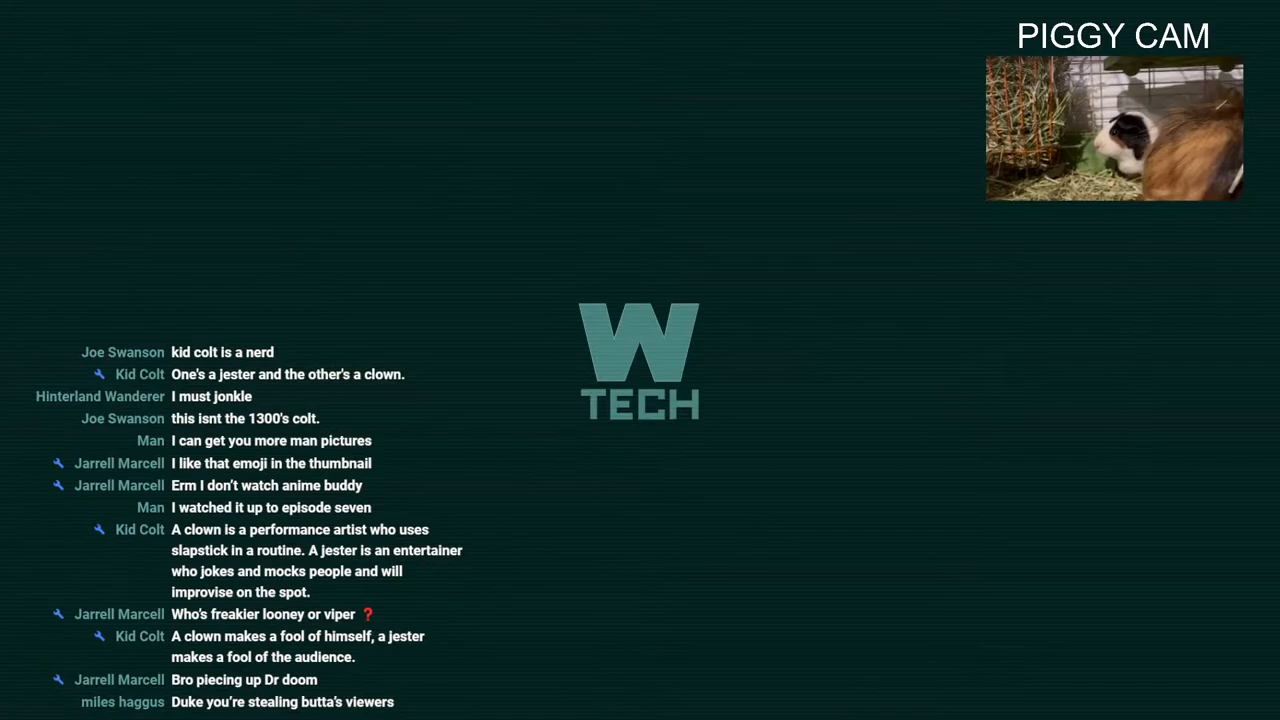 PIGGY CAM
W
TECH
Joe Swanson kid colt is a nerd
Kid Colt One's a jester and the other's a clown.
Hinterland Wanderer I must jonkle
Joe Swanson this isnt the 1300's colt.
Man I can get you more man pictures
Jarrell Marcell I like that emoji in the thumbnail
Jarrell Marcell Erm I don’t watch anime buddy
Man I watched it up to episode seven
Kid Colt A clown is a performance artist who uses
slapstick in a routine. A jester is an entertainer
who jokes and mocks people and will
improvise on the spot.
Jarrell Marcell Who’s freakier looney or viper ❓
Kid Colt A clown makes a fool of himself, a jester
makes a fool of the audience.
Jarrell Marcell Bro piecing up Dr doom
miles haggus Duke you’re stealing butta’s viewers